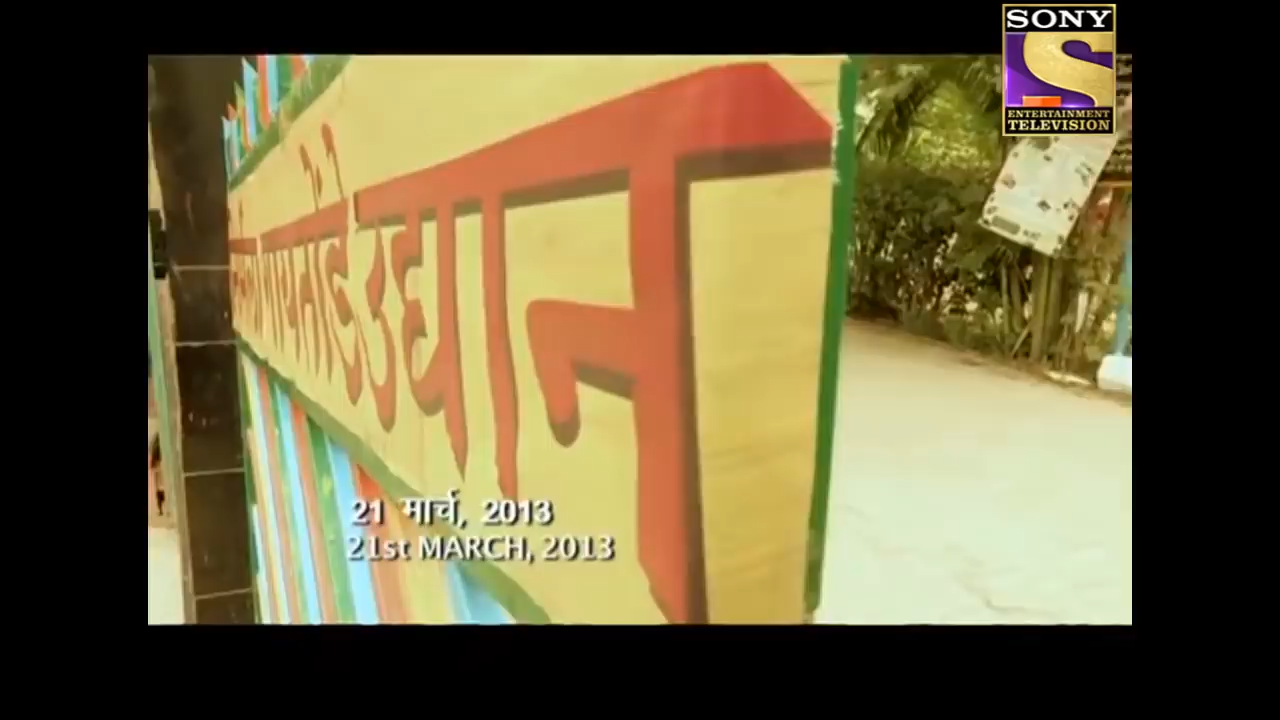 SONY
ENTERTAINMENT
TELEVISION
उद्यान
21 मार्च, 2013
21st MARCH, 2013